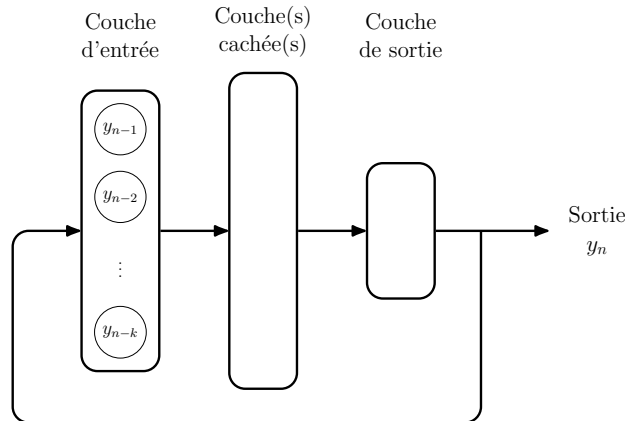 Couche
d'entrée
Couche(s)
cachée(s)
Couche
de sortie
y_{n−1}
y_{n−2}
⋮
y_{n−k}
Sortie
y_n